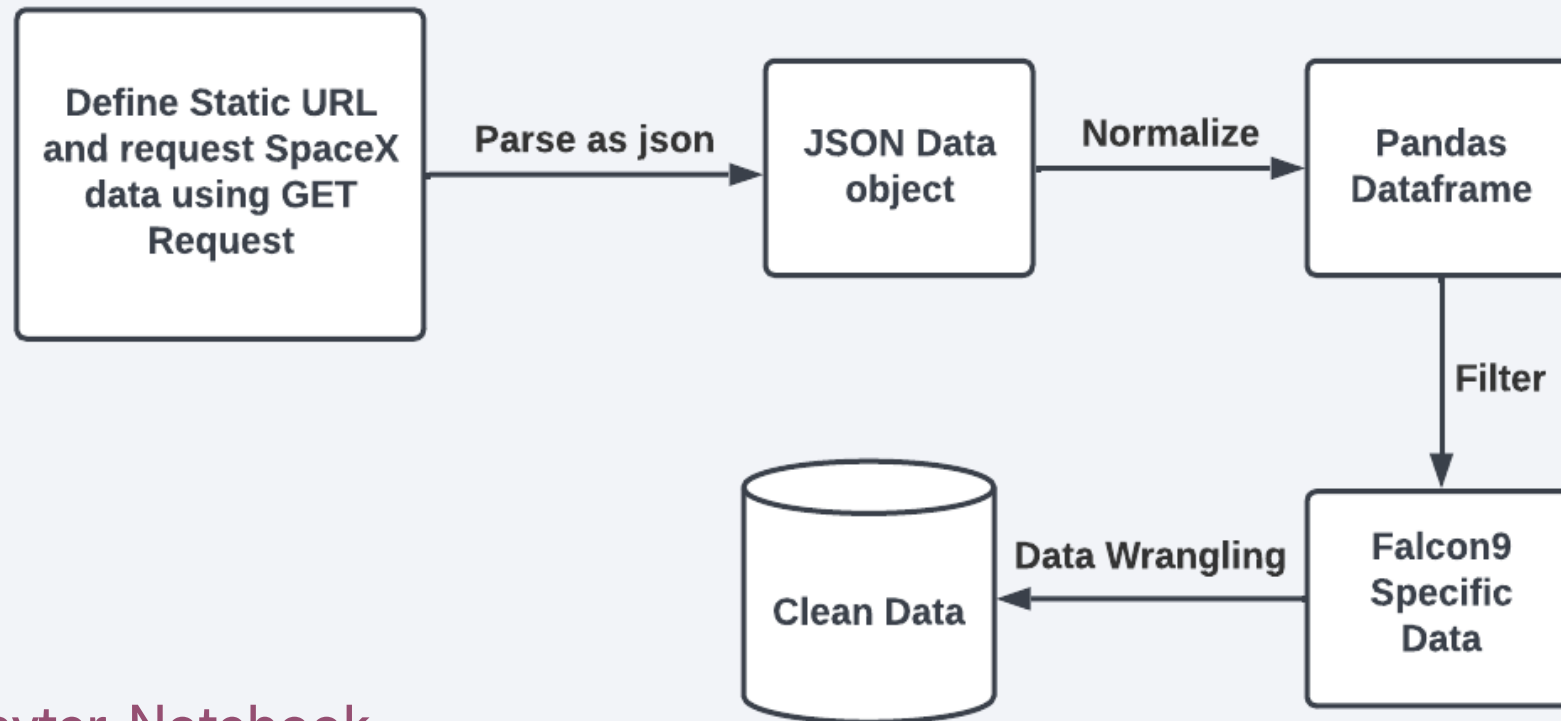 Define Static URL
and request SpaceX
data using GET
Request
Parse as json
JSON Data
object
Normalize
Pandas
Dataframe
Filter
Falcon9
Specific
Data
Data Wrangling
Clean Data
Notebook